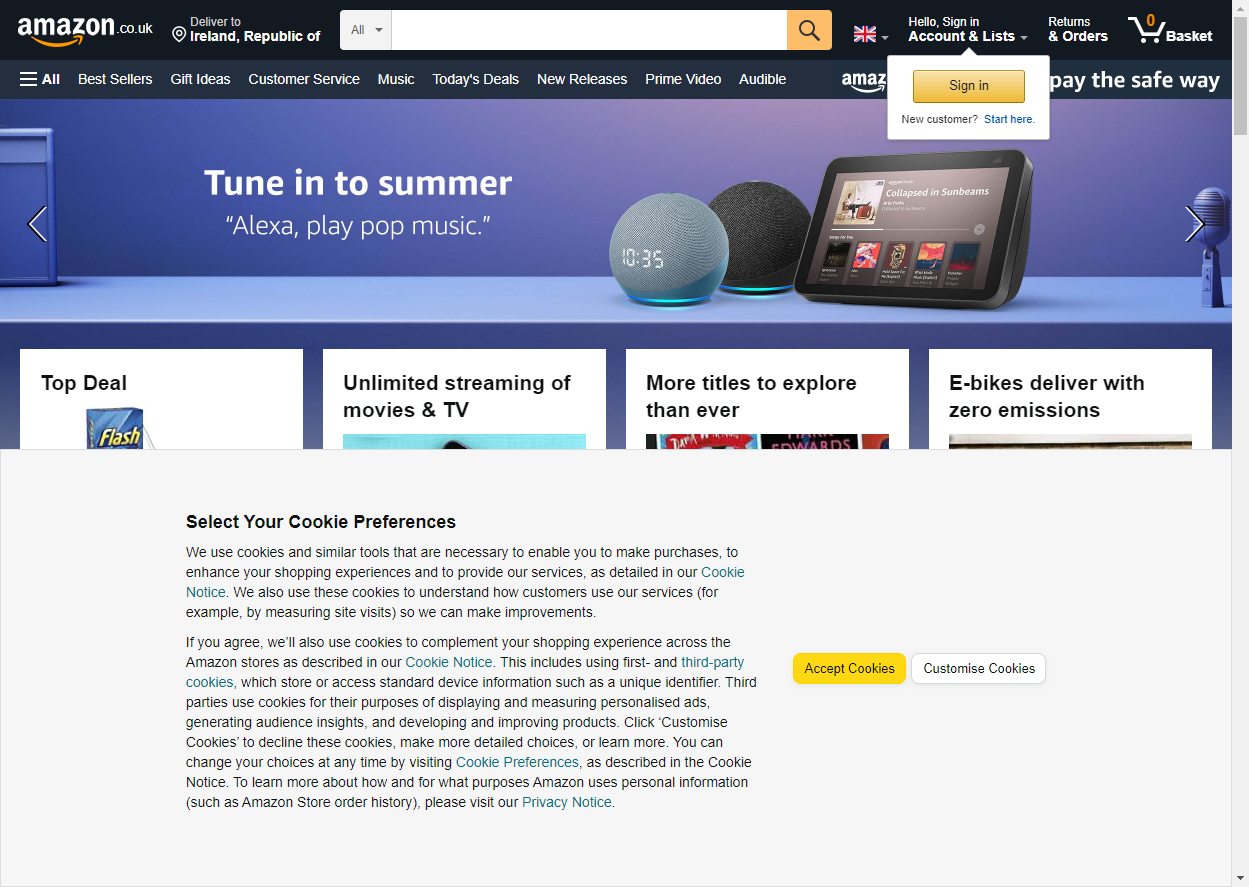 amazon.co.uk
Deliver to
Ireland, Republic of
All
Hello, Sign in
Account & Lists
Returns
& Orders
0
Basket
All
Best Sellers
Gift Ideas
Customer Service
Music
Today's Deals
New Releases
Prime Video
Audible
pay the safe way
Sign in
New customer? Start here.
Tune in to summer
“Alexa, play pop music.”
10:35
Collapsed in Sunbeams
Arlo Parks
Collapsed in Sunbeams
Songs For You
Top Deal
Flash
Unlimited streaming of
movies & TV
More titles to explore
than ever
EDWARDS
E-bikes deliver with
zero emissions
Select Your Cookie Preferences
We use cookies and similar tools that are necessary to enable you to make purchases, to
enhance your shopping experiences and to provide our services, as detailed in our Cookie
Notice. We also use these cookies to understand how customers use our services (for
example, by measuring site visits) so we can make improvements.
If you agree, we’ll also use cookies to complement your shopping experience across the
Amazon stores as described in our Cookie Notice. This includes using first- and third-party
cookies, which store or access standard device information such as a unique identifier. Third
parties use cookies for their purposes of displaying and measuring personalised ads,
generating audience insights, and developing and improving products. Click ‘Customise
Cookies’ to decline these cookies, make more detailed choices, or learn more. You can
change your choices at any time by visiting Cookie Preferences, as described in the Cookie
Notice. To learn more about how and for what purposes Amazon uses personal information
(such as Amazon Store order history), please visit our Privacy Notice.
Accept Cookies
Customise Cookies